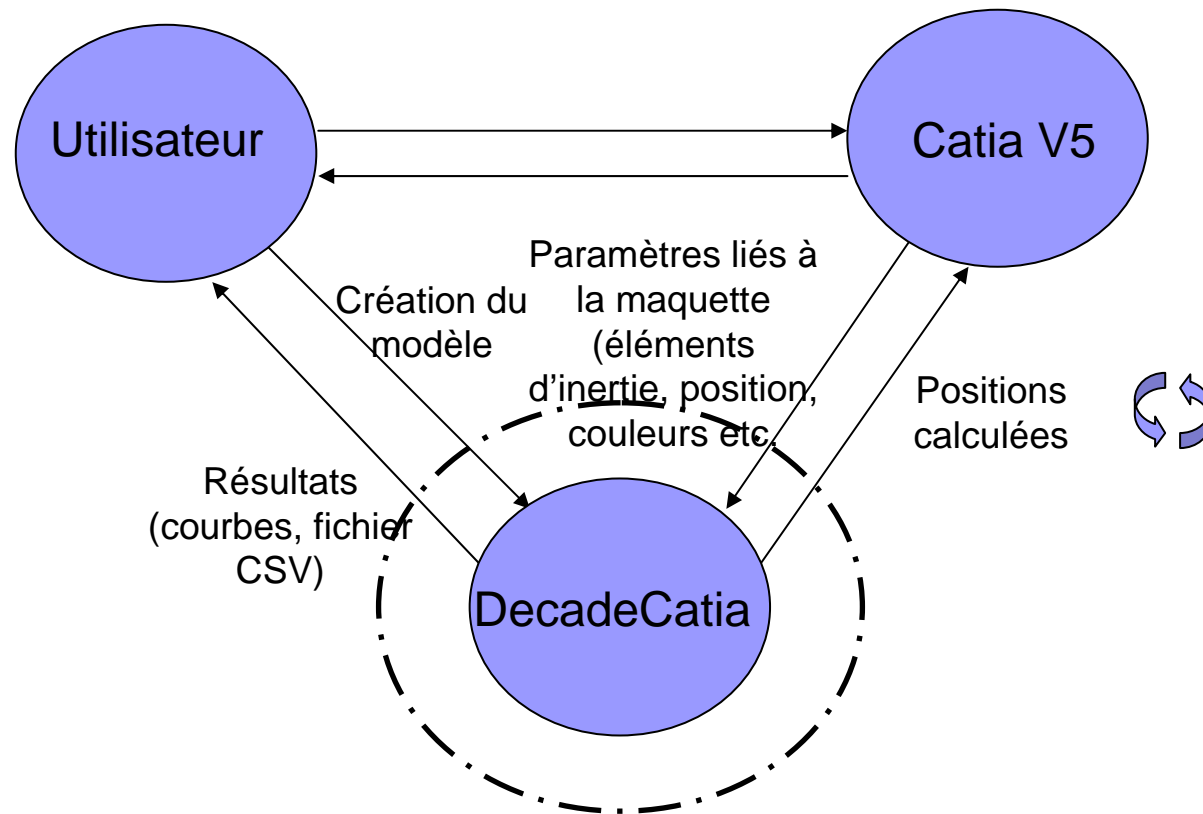 Utilisateur
Catia V5
Paramètres liés à
la maquette
(éléments
d’inertie, position,
couleurs etc.
Création du
modèle
Positions
calculées
Résultats
(courbes, fichier
CSV)
DecadeCatia